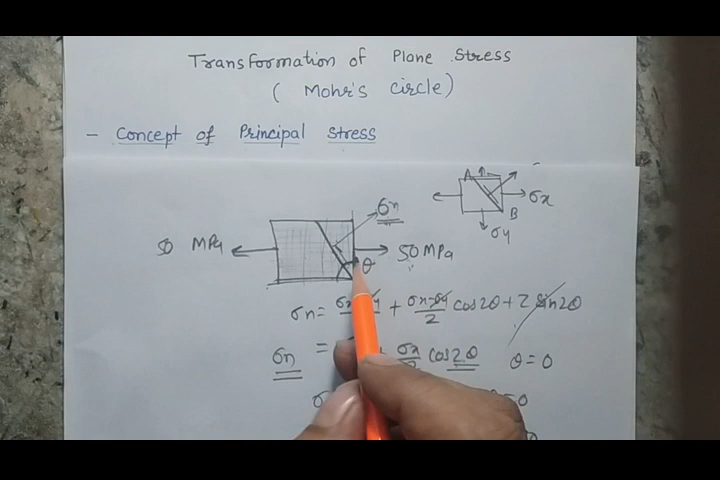 Transformation of Plane Stress
( Mohr's Circle)
- Concept of Principal Stress
A σx
B
σy
σn
50 MPa 50 MPa
θ
σn = + σx-σy/2 cos2θ + τ sin2θ
σn = σx cos2θ θ = 0